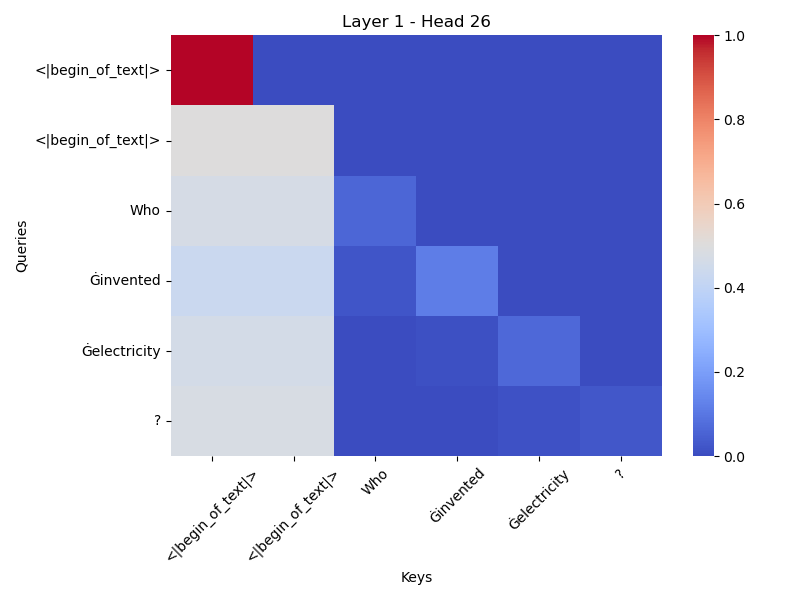 Layer 1 - Head 26
<|begin_of_text|>
<|begin_of_text|>
Who
Ġinvented
Ġelectricity
?
Queries
<|begin_of_text|>
<|begin_of_text|>
Who
Ġinvented
Ġelectricity
?
Keys
1.0
0.8
0.6
0.4
0.2
0.0